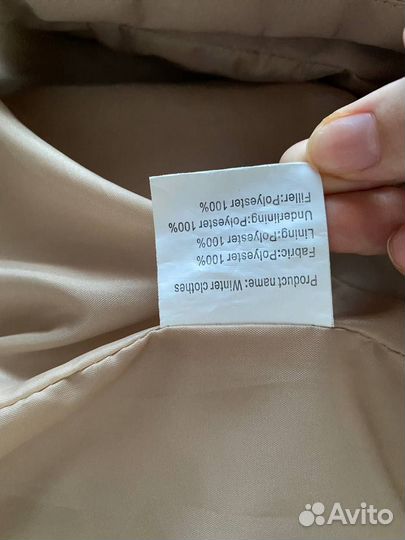 Product name: Winter clothes
Fabric:Polyester 100%
Lining:Polyester 100%
Underlining:Polyester 100%
Filler:Polyester 100%
Avito